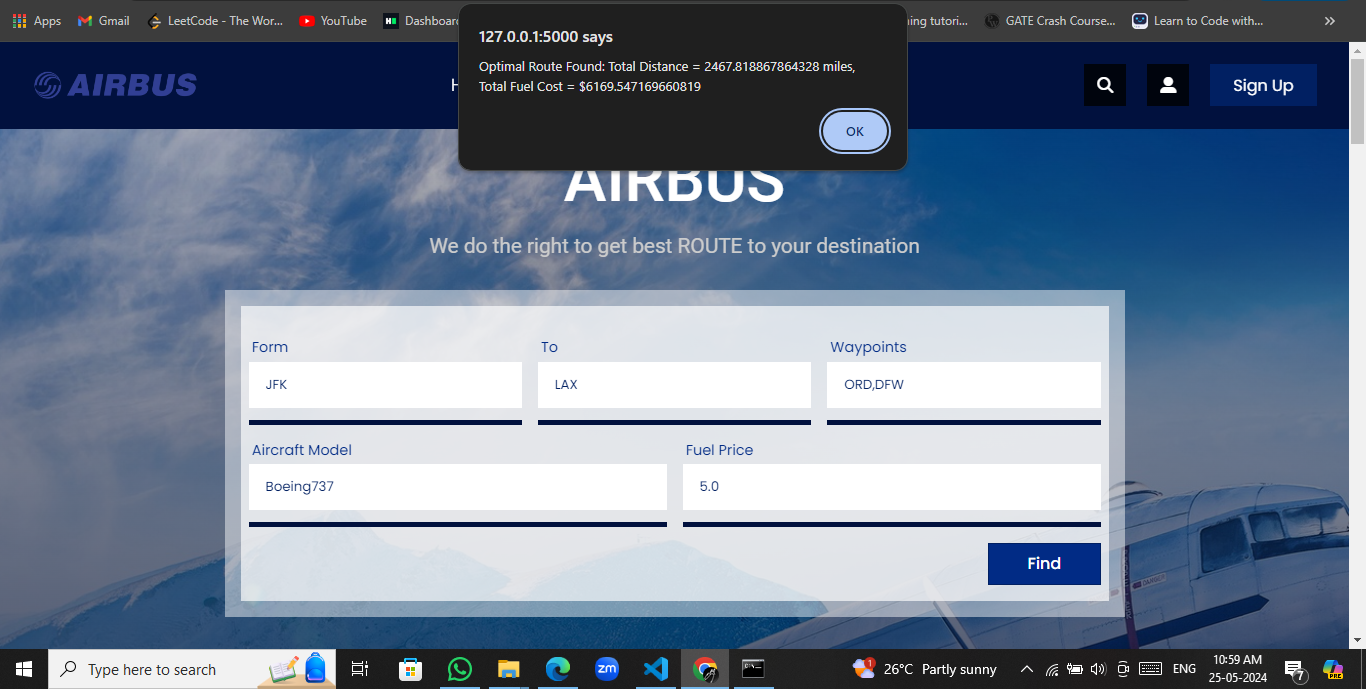 Apps Gmail LeetCode - The Wor... YouTube Dashboard GATE Crash Course... Learn to Code with... »
127.0.0.1:5000 says
Optimal Route Found: Total Distance = 2467.818867864328 miles,
Total Fuel Cost = $6169.547169660819
OK
AIRBUS
Sign Up
AIRBUS
We do the right to get best ROUTE to your destination
Form To Waypoints
JFK LAX ORD,DFW
Aircraft Model Fuel Price
Boeing737 5.0
Find
Type here to search
zm
1
26°C Partly sunny
ENG
10:59 AM
25-05-2024
7
PRE